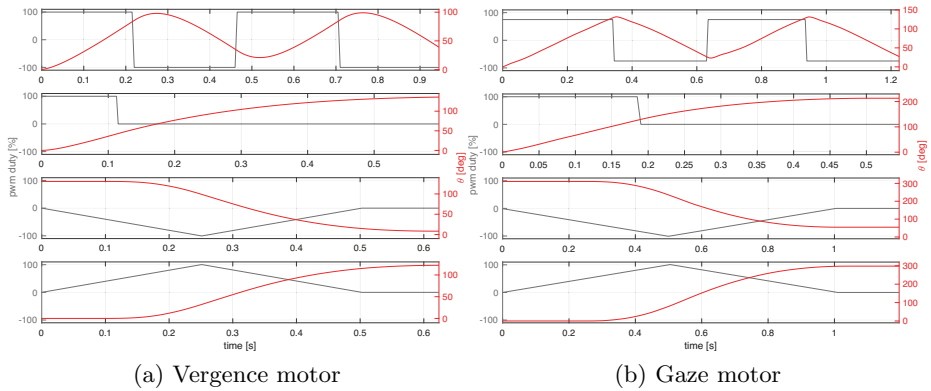 100 0 -100 100 50 0
0 0.1 0.2 0.3 0.4 0.5 0.6 0.7 0.8 0.9
100 0 -100 100 50 0
0 0.1 0.2 0.3 0.4 0.5
100 0 -100 100 50 0
0 0.1 0.2 0.3 0.4 0.5 0.6
100 0 -100 100 50 0
0 0.1 0.2 0.3 0.4 0.5 0.6
pwm duty [%]
θ [deg]
time [s]
(a) Vergence motor
100 0 -100 150 100 50 0
0 0.2 0.4 0.6 0.8 1 1.2
100 0 -100 200 100 0
0.05 0.1 0.15 0.2 0.25 0.3 0.35 0.4 0.45 0.5
100 0 -100 300 200 100 0
0 0.2 0.4 0.6 0.8 1
100 0 -100 300 200 100 0
0 0.2 0.4 0.6 0.8 1
pwm duty [%]
θ [deg]
time [s]
(b) Gaze motor